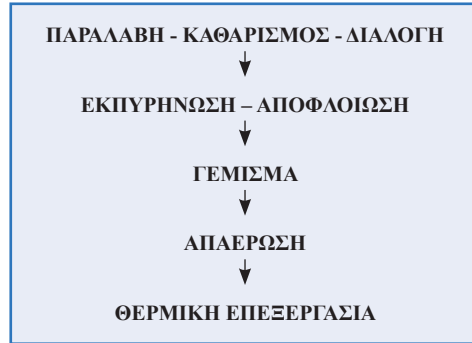 ΠΑΡΑΛΑΒΗ - ΚΑΘΑΡΙΣΜΟΣ - ΔΙΑΛΟΓΗ
ΕΚΠΥΡΗΝΩΣΗ – ΑΠΟΦΛΟΙΩΣΗ
ΓΕΜΙΣΜΑ
ΑΠΑΕΡΩΣΗ
ΘΕΡΜΙΚΗ ΕΠΕΞΕΡΓΑΣΙΑ